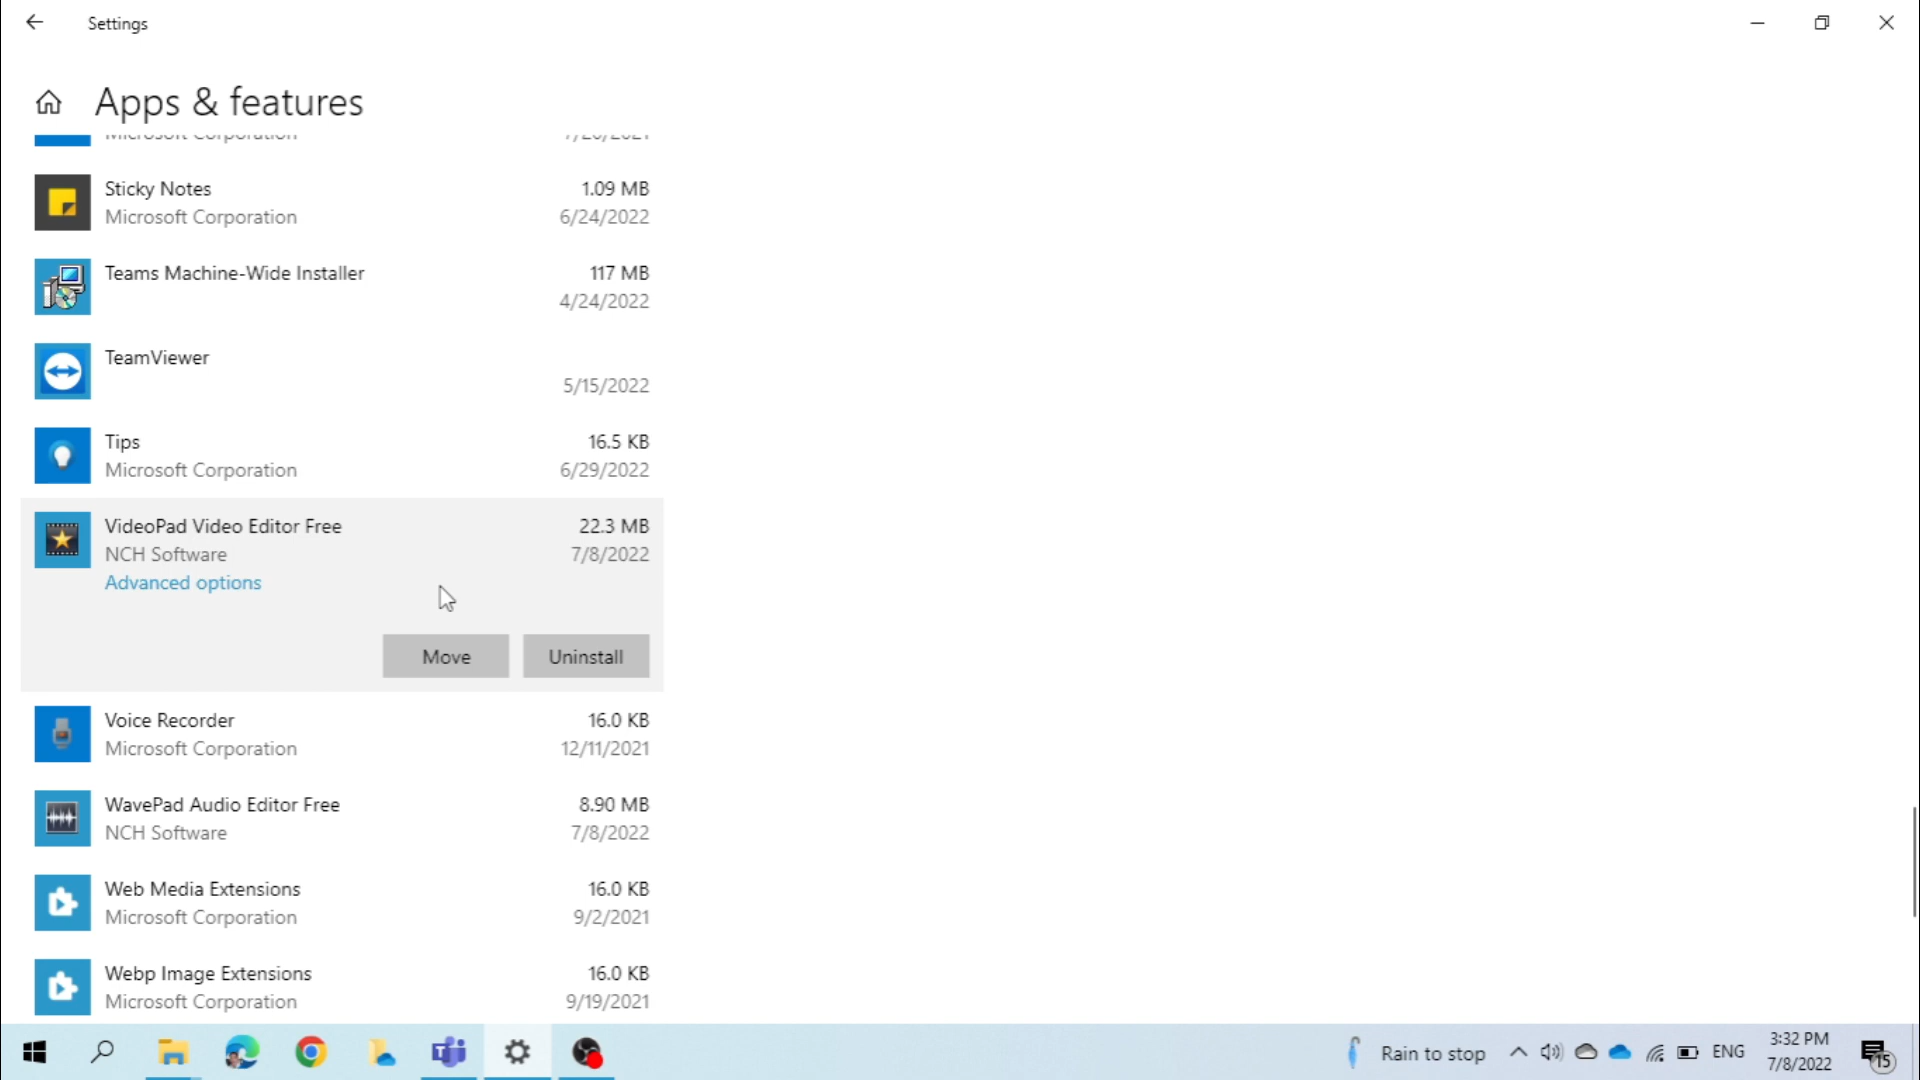 Settings
Apps & features
Microsoft Corporation
Sticky Notes 1.09 MB
Microsoft Corporation 6/24/2022
Teams Machine-Wide Installer 117 MB
4/24/2022
TeamViewer
5/15/2022
Tips 16.5 KB
Microsoft Corporation 6/29/2022
VideoPad Video Editor Free 22.3 MB
NCH Software 7/8/2022
Advanced options
Move Uninstall
Voice Recorder 16.0 KB
Microsoft Corporation 12/11/2021
WavePad Audio Editor Free 8.90 MB
NCH Software 7/8/2022
Web Media Extensions 16.0 KB
Microsoft Corporation 9/2/2021
Webp Image Extensions 16.0 KB
Microsoft Corporation 9/19/2021
Rain to stop ENG 3:32 PM
7/8/2022 15